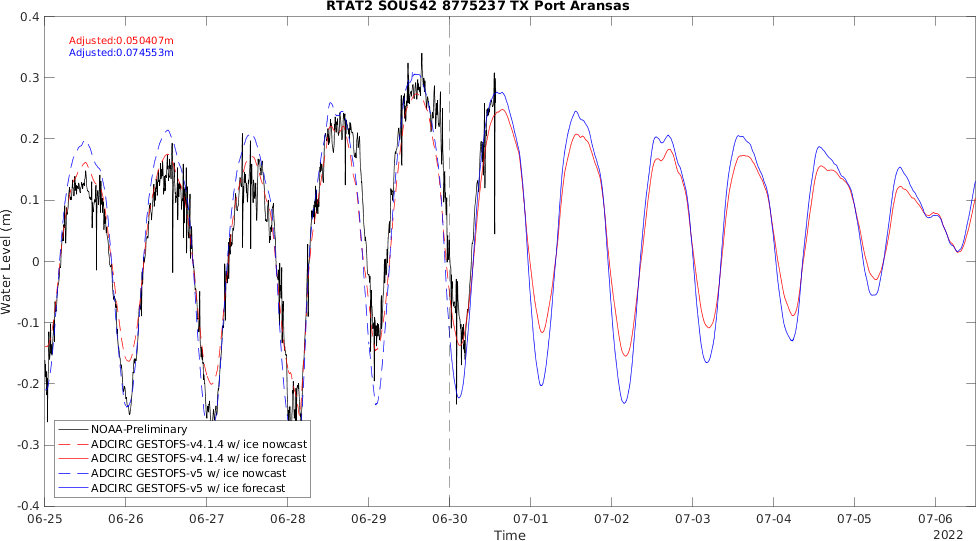 RTAT2 SOUS42 8775237 TX Port Aransas
Adjusted:0.050407m
Adjusted:0.074553m
0.4
0.3
0.2
0.1
0
-0.1
-0.2
-0.3
-0.4
Water Level (m)
NOAA-Preliminary
ADCIRC GESTOFS-v4.1.4 w/ ice nowcast
ADCIRC GESTOFS-v4.1.4 w/ ice forecast
ADCIRC GESTOFS-v5 w/ ice nowcast
ADCIRC GESTOFS-v5 w/ ice forecast
06-25 06-26 06-27 06-28 06-29 06-30 07-01 07-02 07-03 07-04 07-05 07-06
Time
2022